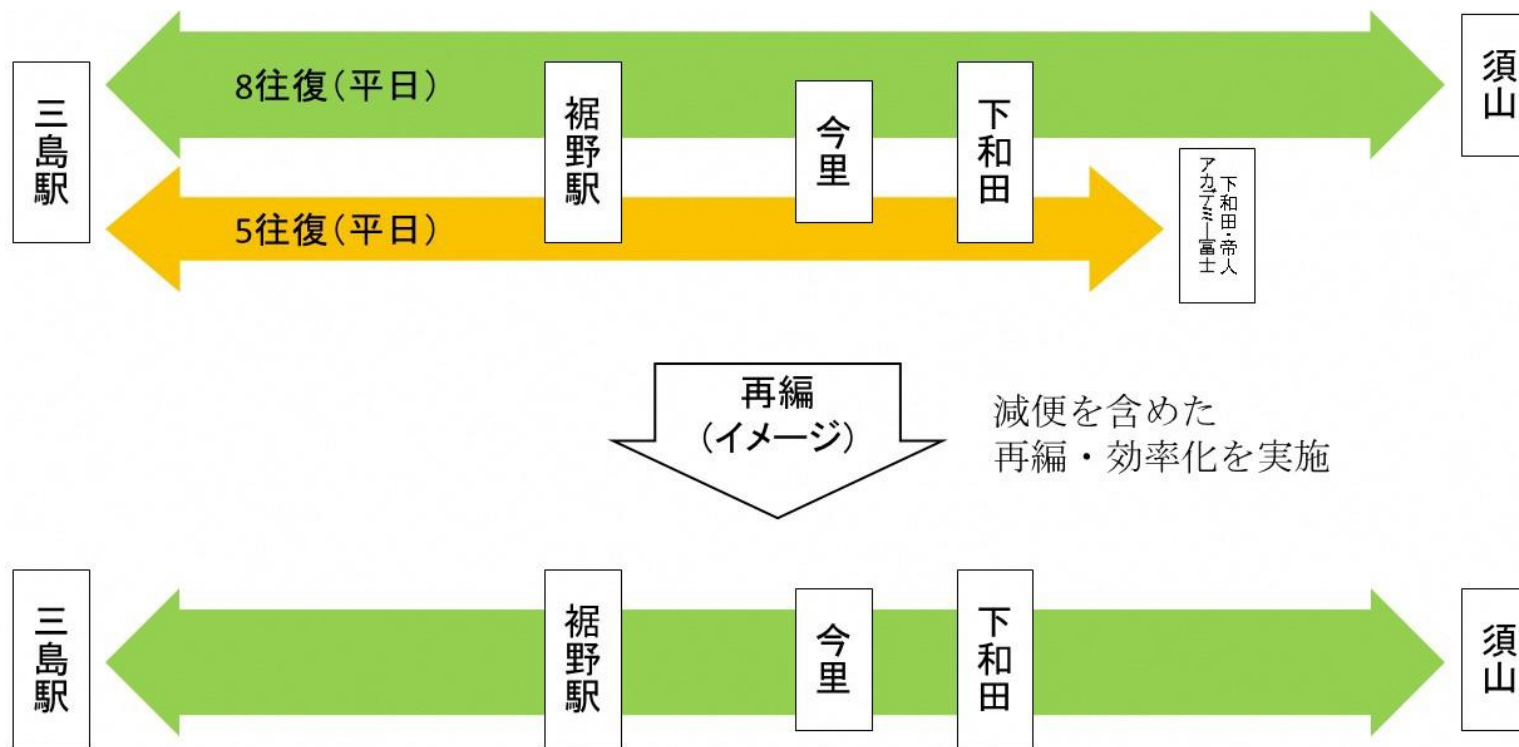 三島駅
8往復(平日)
裾野駅
今里
下和田
須山
5往復(平日)
下和田・帝人
アカデミー富士
再編
(イメージ)
減便を含めた
再編・効率化を実施
三島駅
裾野駅
今里
下和田
須山